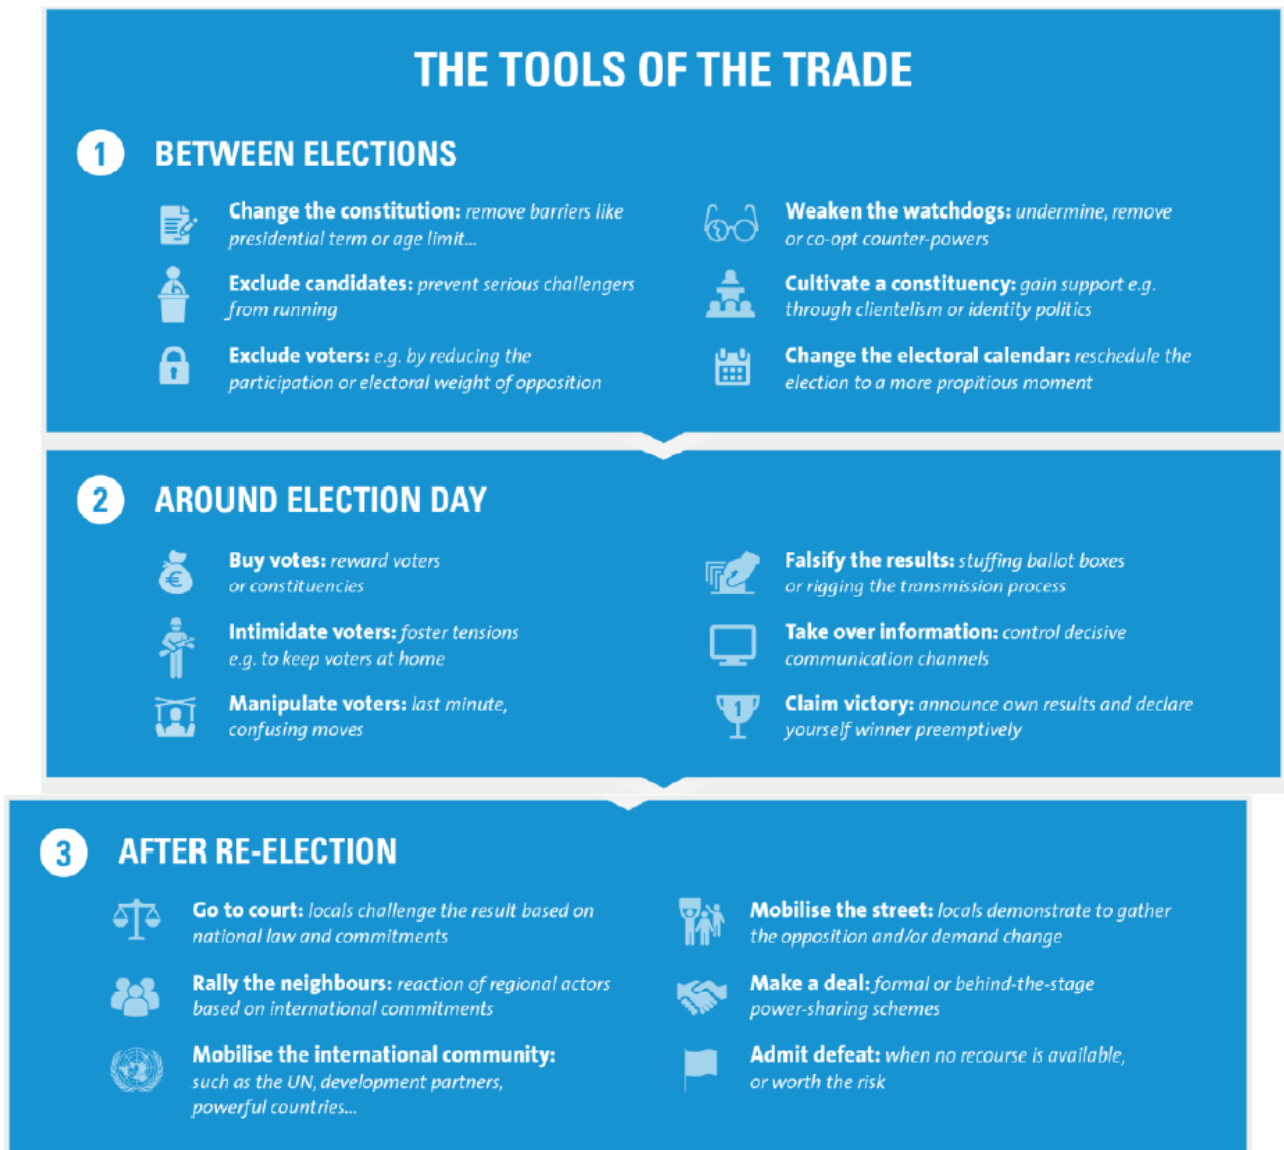 THE TOOLS OF THE TRADE
1 BETWEEN ELECTIONS
Change the constitution: remove barriers like
presidential term or age limit...
Exclude candidates: prevent serious challengers
from running
Exclude voters: e.g. by reducing the
participation or electoral weight of opposition
Weaken the watchdogs: undermine, remove
or co-opt counter-powers
Cultivate a constituency: gain support e.g.
through clientelism or identity politics
Change the electoral calendar: reschedule the
election to a more propitious moment
2 AROUND ELECTION DAY
Buy votes: reward voters
or constituencies
Intimidate voters: foster tensions
e.g. to keep voters at home
Manipulate voters: last minute,
confusing moves
Falsify the results: stuffing ballot boxes
or rigging the transmission process
Take over information: control decisive
communication channels
Claim victory: announce own results and declare
yourself winner preemptively
3 AFTER RE-ELECTION
Go to court: locals challenge the result based on
national law and commitments
Rally the neighbours: reaction of regional actors
based on international commitments
Mobilise the international community:
such as the UN, development partners,
powerful countries...
Mobilise the street: locals demonstrate to gather
the opposition and/or demand change
Make a deal: formal or behind-the-stage
power-sharing schemes
Admit defeat: when no recourse is available,
or worth the risk